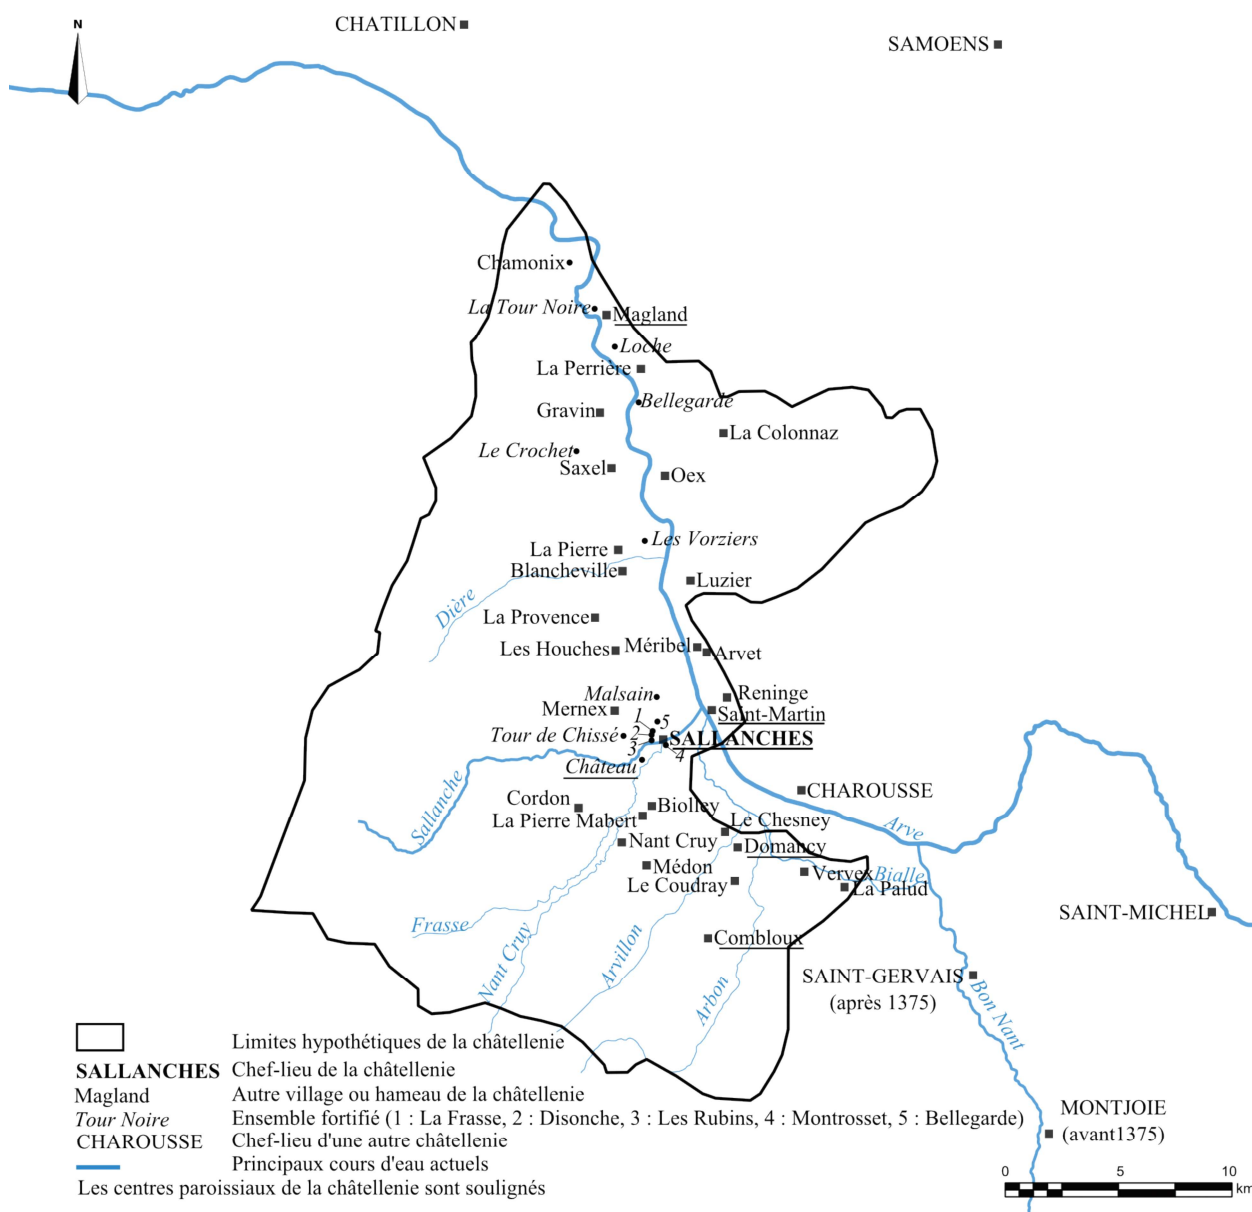 N
CHATILLON
SAMOENS
Chamonix
La Tour Noire
Magland
Loche
La Perrière
Bellegarde
Gravin
La Colonnaz
Le Crochet
Saxel
Oex
Les Vorziers
La Pierre
Blancheville
Luzier
Dière
La Provence
Les Houches
Méribel
Arvet
Malsain
Reninge
Mernex
1
5
Saint-Martin
Tour de Chissé
2
SALLANCHES
3
4
Château
Sallanche
CHAROUSSE
Cordon
Biolley
La Pierre Mabert
Le Chesney
Arve
Nant Cruy
Domancy
Médon
Vervex
Bialle
Le Coudray
La Palud
Frasse
SAINT-MICHEL
Nant Cruy
Arvillon
Combloux
Arbon
SAINT-GERVAIS
(après 1375)
Bon Nant
Limites hypothétiques de la châtellenie
SALLANCHES Chef-lieu de la châtellenie
Magland Autre village ou hameau de la châtellenie
Tour Noire Ensemble fortifié (1 : La Frasse, 2 : Disonche, 3 : Les Rubins, 4 : Montrosset, 5 : Bellegarde)
CHAROUSSE Chef-lieu d'une autre châtellenie
Principaux cours d'eau actuels
Les centres paroissiaux de la châtellenie sont soulignés
MONTJOIE
(avant1375)
0 5 10
km